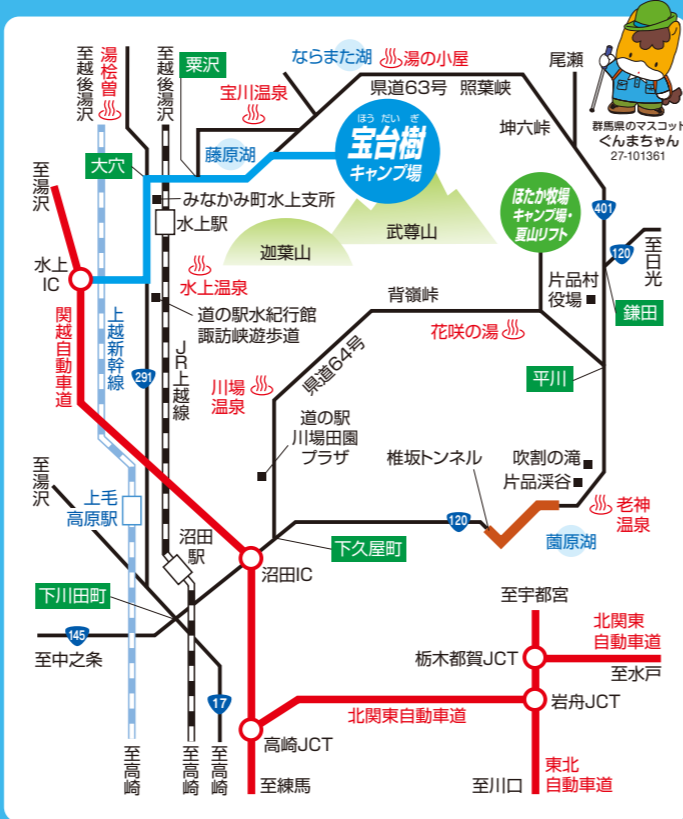 至越後湯沢
湯桧曽
至越後湯沢
粟沢
ならまた湖
湯の小屋
県道63号 照葉峡
尾瀬
坤六峠
群馬県のマスコット
ぐんまちゃん
27-101361
宝川温泉
藤原湖
ほうだいぎ
宝台樹
キャンプ場
大穴
至湯沢
みなかみ町水上支所
水上駅
ほたか牧場
キャンプ場・
夏山リフト
401
120
至日光
武尊山
迦葉山
水上
IC
水上温泉
片品村
役場
鎌田
背嶺峠
関越自動車道
上越新幹線
道の駅水紀行館
諏訪峡遊歩道
291
JR上越線
花咲の湯
県道64号
平川
川場
温泉
道の駅
川場田園
プラザ
椎坂トンネル
吹割の滝
片品渓谷
至湯沢
上毛
高原駅
老神
温泉
120
薗原湖
沼田
駅
下久屋町
沼田IC
下川田町
145
至中之条
至宇都宮
北関東
自動車道
栃木都賀JCT
至水戸
岩舟JCT
17
北関東自動車道
高崎JCT
至高崎
至高崎
至高崎
至練馬
至川口
東北
自動車道